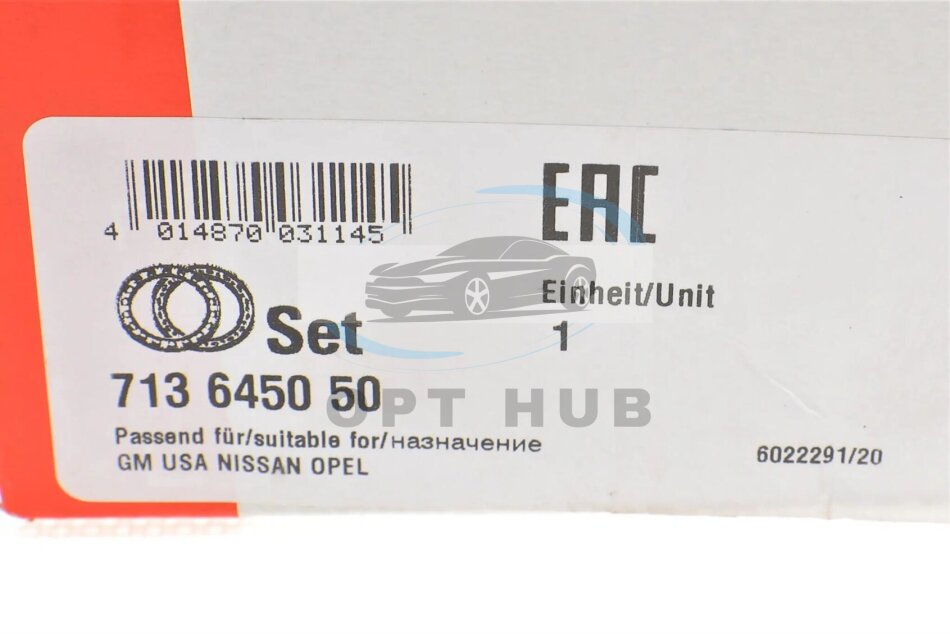 EAC
4 014870 031145
Einheit/Unit
Set
1
713 6450 50
OPT HUB
Passend für/suitable for/назначение
GM USA NISSAN OPEL
6022291/20